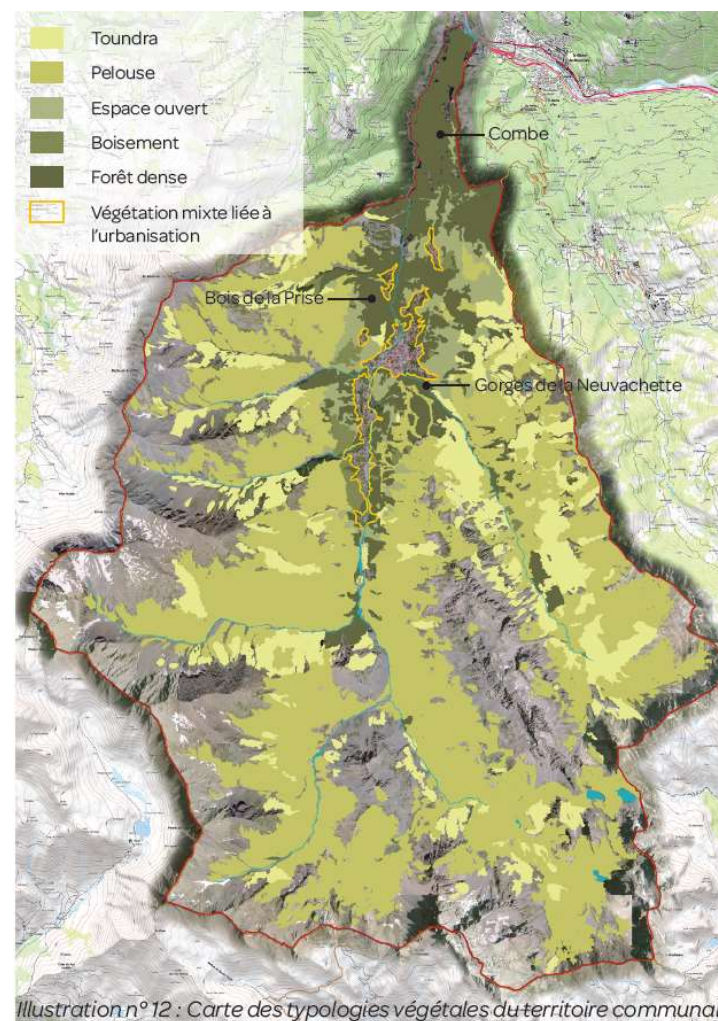 Toundra
Pelouse
Espace ouvert
Boisement
Forêt dense
Végétation mixte liée à
l'urbanisation
Combe
Bois de la Prise
Gorges de la Neuvachette
Illustration n° 12 : Carte des typologies végétales du territoire communal